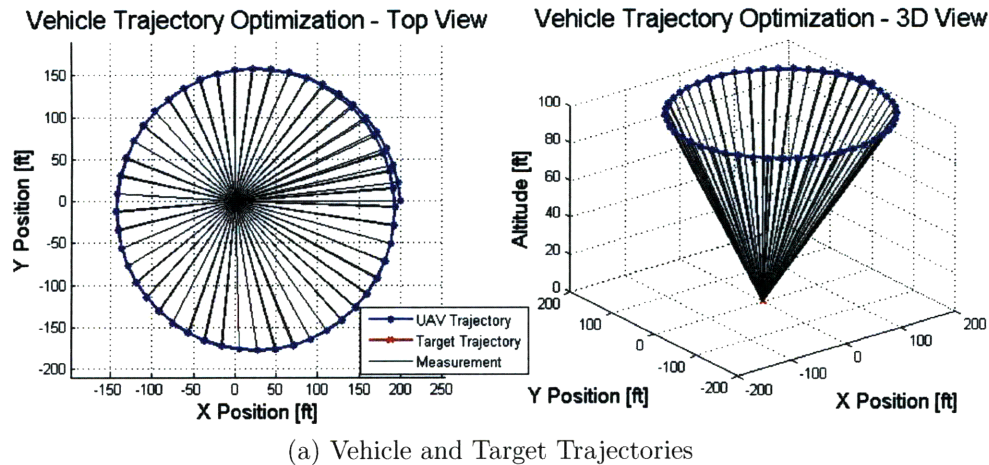 Vehicle Trajectory Optimization - Top View
150
100
50
0
-50
-100
-150
-200
Y Position [ft]
-150 -100 -50 0 50 100 150 200 250
X Position [ft]
UAV Trajectory
Target Trajectory
Measurement
Vehicle Trajectory Optimization - 3D View
100
80
60
40
20
0
Altitude [ft]
200
100
0
-100
-200
Y Position [ft]
-200
-100
0
100
200
X Position [ft]
(a) Vehicle and Target Trajectories